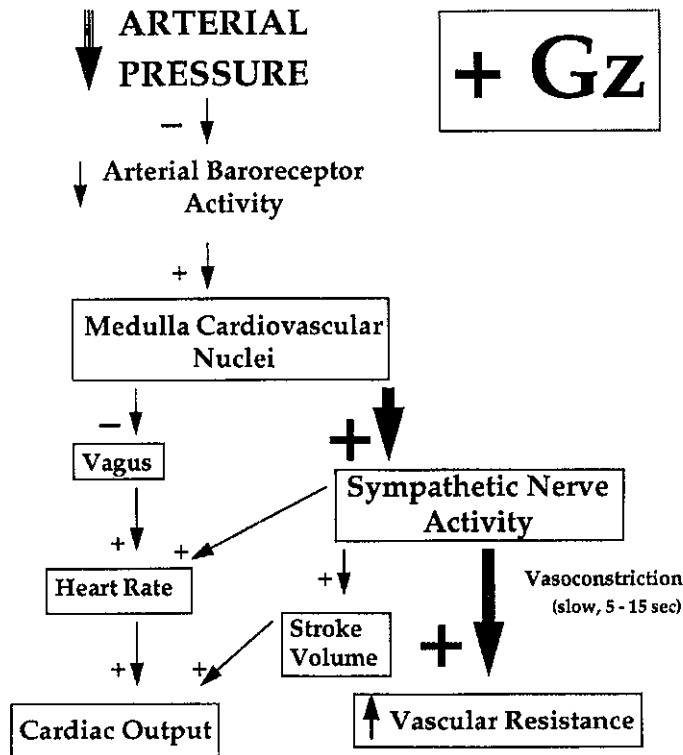 ARTERIAL
PRESSURE
+ Gz
−
Arterial Baroreceptor
Activity
+
Medulla Cardiovascular
Nuclei
−
+
Vagus
Sympathetic Nerve
Activity
+
+
+
Vasoconstriction
(slow, 5 - 15 sec)
Heart Rate
Stroke
Volume
+
+
+
Cardiac Output
Vascular Resistance